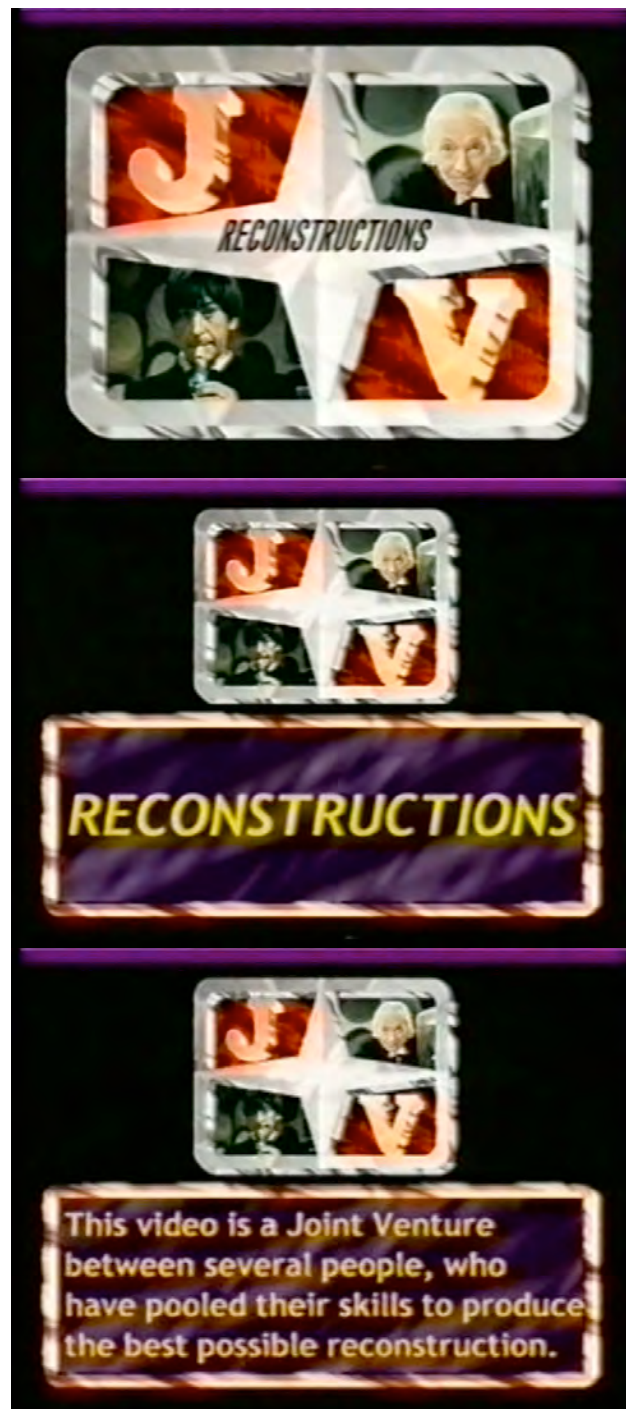 J
RECONSTRUCTIONS
V
J
V
RECONSTRUCTIONS
J
V
This video is a Joint Venture
between several people, who
have pooled their skills to produce
the best possible reconstruction.